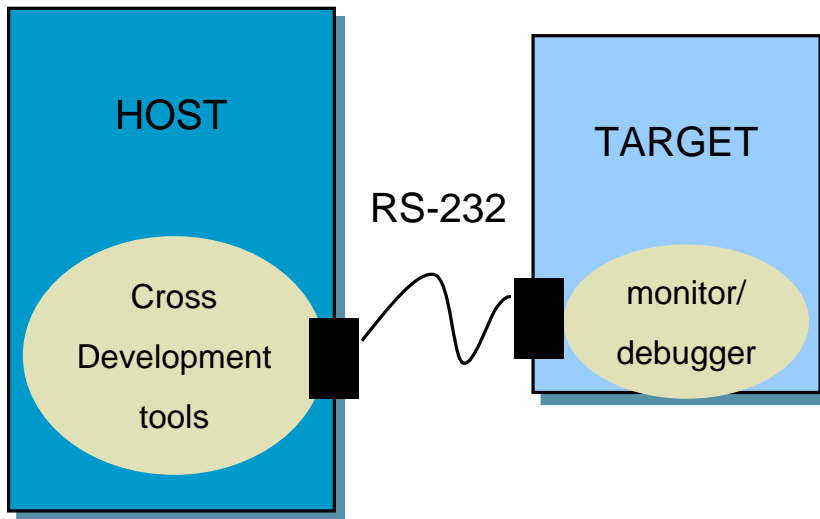 HOST
Cross
Development
tools
RS-232
TARGET
monitor/
debugger